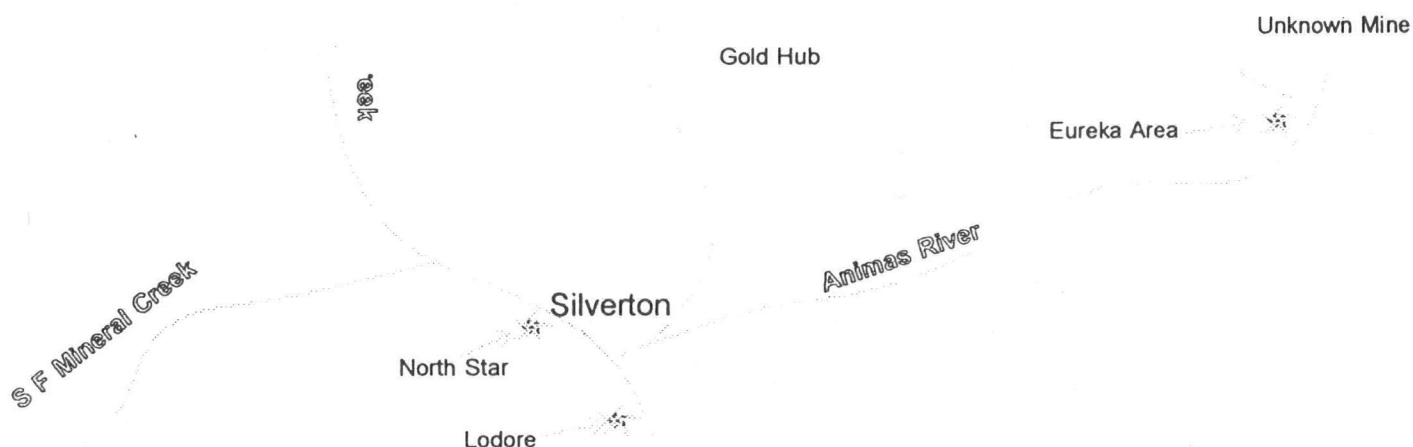 Unknown Mine
Gold Hub
Eureka Area
Animas River
S F Mineral Creek
Silverton
North Star
Lodore